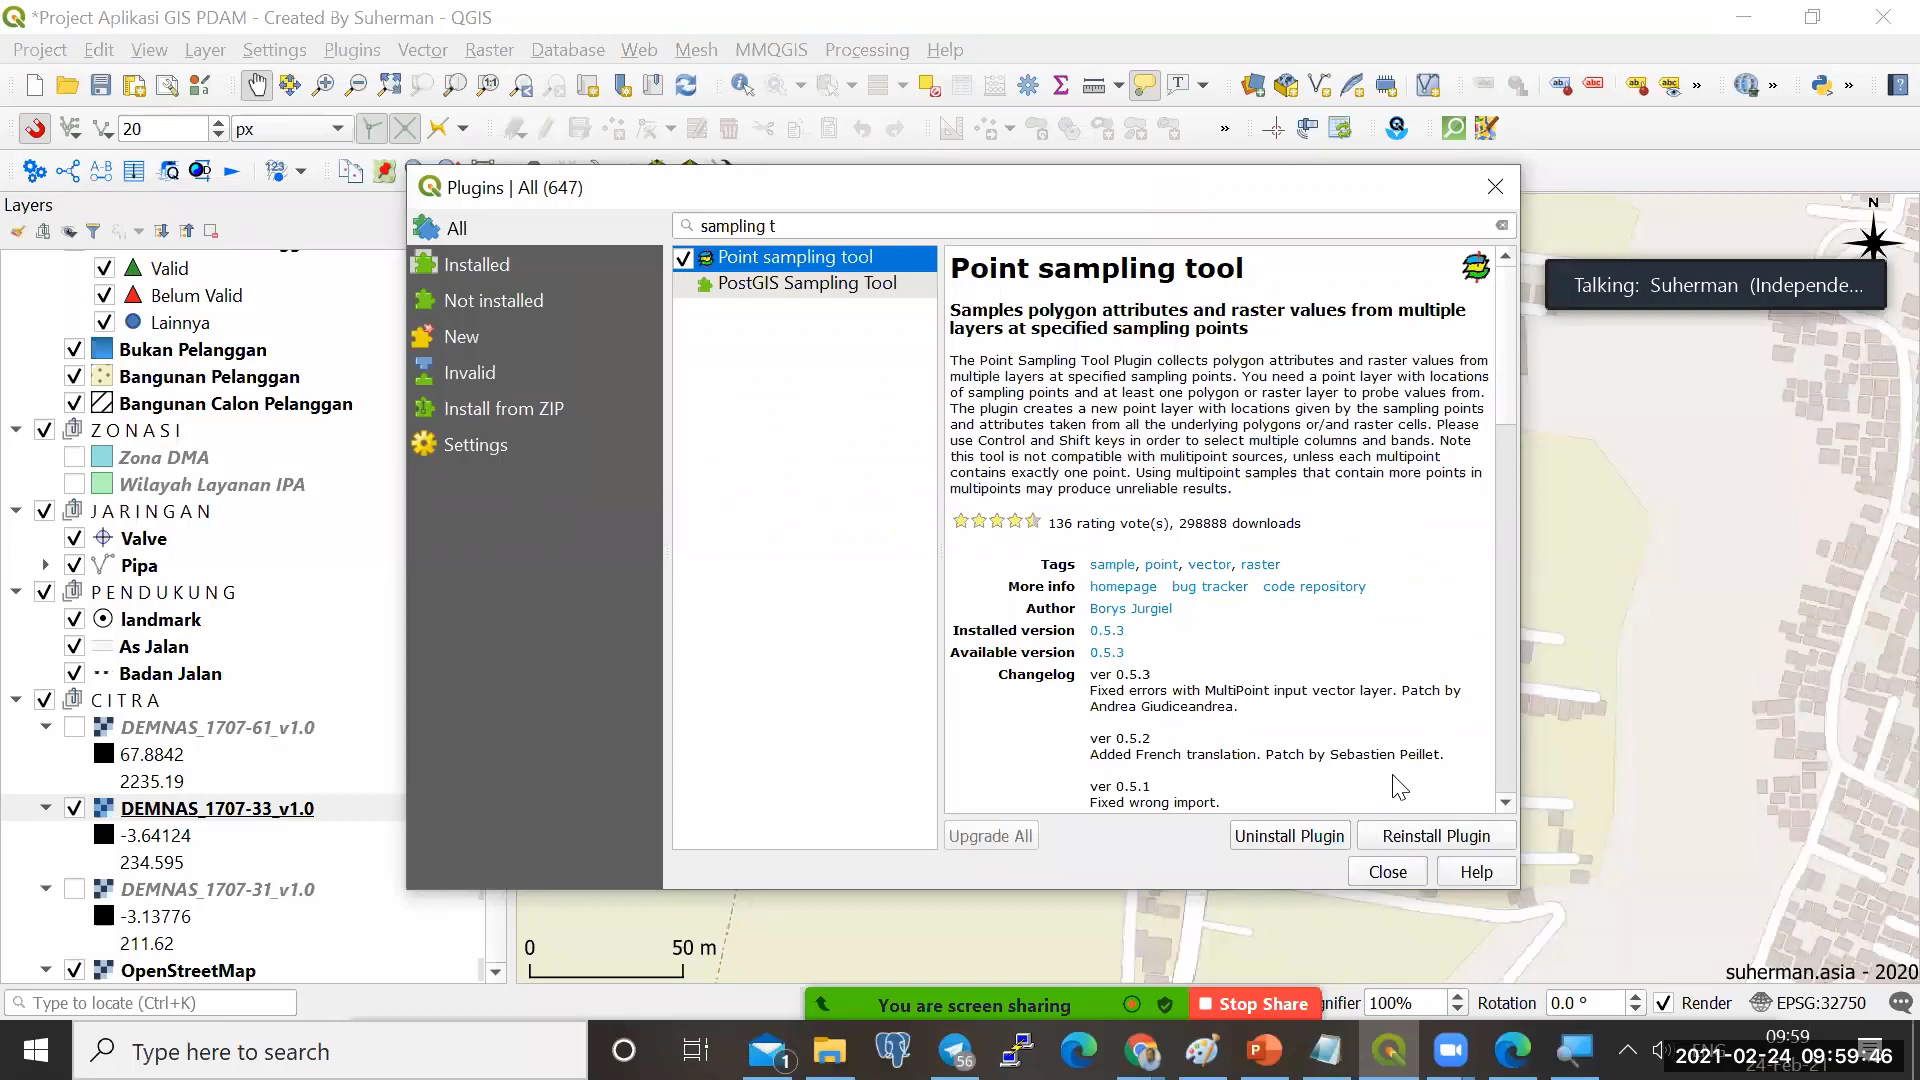 *Project Aplikasi GIS PDAM - Created By Suherman - QGIS
Project Edit View Layer Settings Plugins Vector Raster Database Web Mesh MMQGIS Processing Help
20 px
Layers
Valid
Belum Valid
Lainnya
Bukan Pelanggan
Bangunan Pelanggan
Bangunan Calon Pelanggan
Z O N A S I
Zona DMA
Wilayah Layanan IPA
J A R I N G A N
Valve
Pipa
P E N D U K U N G
landmark
As Jalan
Badan Jalan
C I T R A
DEMNAS_1707-61_v1.0
67.8842
2235.19
DEMNAS_1707-33_v1.0
-3.64124
234.595
DEMNAS_1707-31_v1.0
-3.13776
211.62
OpenStreetMap
Plugins | All (647)
All
Installed
Not installed
New
Invalid
Install from ZIP
Settings
sampling t
Point sampling tool
PostGIS Sampling Tool
Point sampling tool
Samples polygon attributes and raster values from multiple
layers at specified sampling points
The Point Sampling Tool Plugin collects polygon attributes and raster values from
multiple layers at specified sampling points. You need a point layer with locations
of sampling points and at least one polygon or raster layer to probe values from.
The plugin creates a new point layer with locations given by the sampling points
and attributes taken from all the underlying polygons or/and raster cells. Please
use Control and Shift keys in order to select multiple columns and bands. Note
this tool is not compatible with multipoint sources, unless each multipoint
contains exactly one point. Using multipoint samples that contain more points in
multipoints may produce unreliable results.
136 rating vote(s), 298888 downloads
Tags sample, point, vector, raster
More info homepage bug tracker code repository
Author Borys Jurgiel
Installed version 0.5.3
Available version 0.5.3
Changelog ver 0.5.3
Fixed errors with MultiPoint input vector layer. Patch by
Andrea Giudiceandrea.
ver 0.5.2
Added French translation. Patch by Sebastien Peillet.
ver 0.5.1
Fixed wrong import.
Upgrade All Uninstall Plugin Reinstall Plugin
Close Help
N
Talking: Suherman (Independe...
0 50 m
suherman.asia - 2020
Type to locate (Ctrl+K)
You are screen sharing Stop Share
gnifier 100% Rotation 0.0 ° Render EPSG:32750
Type here to search
1
56
09:59
2021-02-24 09:59:46